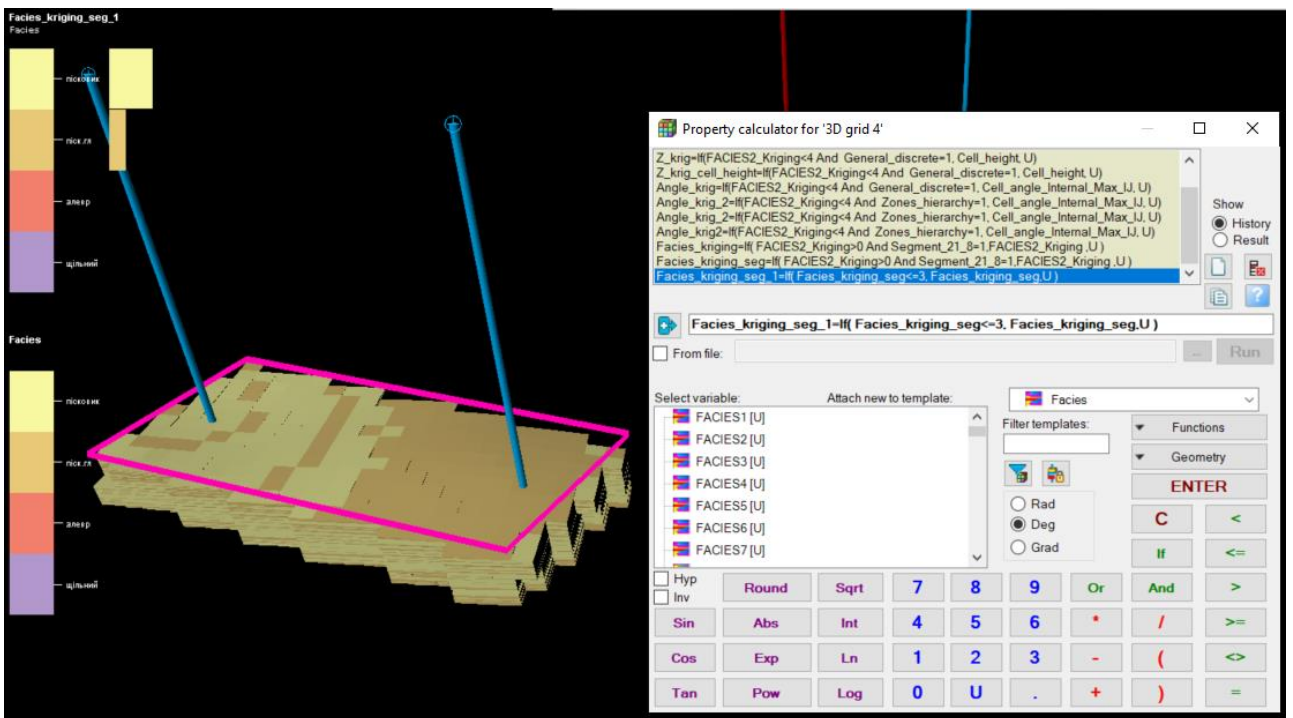 Facies_kriging_seg_1
Facies
пісковик
піск.гл
алевр
щільний
Facies
пісковик
піск.гл
алевр
щільний
Property calculator for '3D grid 4'
Z_krig=If(FACIES2_Kriging<4 And General_discrete=1, Cell_height, U)
Z_krig_cell_height=If(FACIES2_Kriging<4 And General_discrete=1, Cell_height, U)
Angle_krig=If(FACIES2_Kriging<4 And General_discrete=1, Cell_angle_Internal_Max_IJ, U)
Angle_krig_2=If(FACIES2_Kriging<4 And Zones_hierarchy=1, Cell_angle_Internal_Max_IJ, U)
Angle_krig_2=If(FACIES2_Kriging<4 And Zones_hierarchy=1, Cell_angle_Internal_Max_IJ, U)
Angle_krig2=If(FACIES2_Kriging<4 And Zones_hierarchy=1, Cell_angle_Internal_Max_IJ, U)
Facies_kriging=If( FACIES2_Kriging>0 And Segment_21_8=1,FACIES2_Kriging ,U )
Facies_kriging_seg=If( FACIES2_Kriging>0 And Segment_21_8=1,FACIES2_Kriging ,U )
Facies_kriging_seg_1=If( Facies_kriging_seg<=3, Facies_kriging_seg,U )
Show
History
Result
Facies_kriging_seg_1=If( Facies_kriging_seg<=3, Facies_kriging_seg,U )
From file:
... Run
Select variable: Attach new to template: Facies
FACIES1 [U]
FACIES2 [U]
FACIES3 [U]
FACIES4 [U]
FACIES5 [U]
FACIES6 [U]
FACIES7 [U]
Filter templates:
Rad
Deg
Grad
Functions
Geometry
ENTER
C <
If <=
Hyp
Inv
Round Sqrt 7 8 9 Or And >
Sin Abs Int 4 5 6 * / >=
Cos Exp Ln 1 2 3 - ( <>
Tan Pow Log 0 U . + ) =